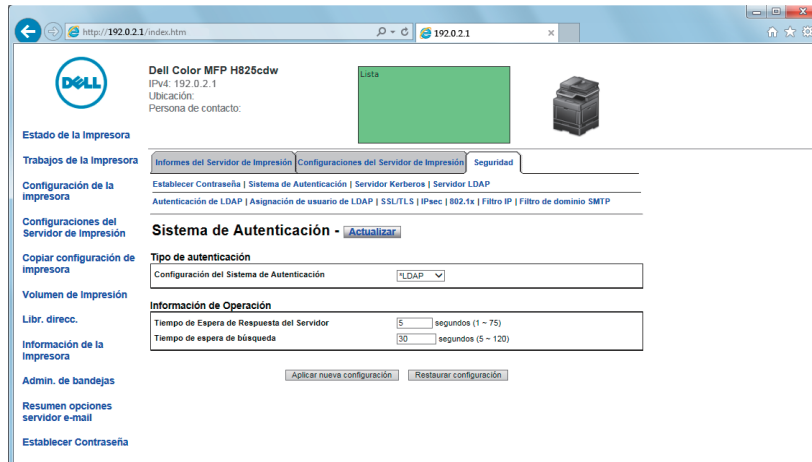 http://192.0.2.1/index.htm
192.0.2.1
DELL
Dell Color MFP H825cdw
IPv4: 192.0.2.1
Ubicación:
Persona de contacto:
Lista
Estado de la Impresora
Trabajos de la Impresora
Configuración de la
impresora
Configuraciones del
Servidor de Impresión
Copiar configuración de
impresora
Volumen de Impresión
Libr. direcc.
Información de la
Impresora
Admin. de bandejas
Resumen opciones
servidor e-mail
Establecer Contraseña
Informes del Servidor de Impresión Configuraciones del Servidor de Impresión Seguridad
Establecer Contraseña | Sistema de Autenticación | Servidor Kerberos | Servidor LDAP
Autenticación de LDAP | Asignación de usuario de LDAP | SSL/TLS | IPsec | 802.1x | Filtro IP | Filtro de dominio SMTP
Sistema de Autenticación - Actualizar
Tipo de autenticación
Configuración del Sistema de Autenticación *LDAP
Información de Operación
Tiempo de Espera de Respuesta del Servidor 5 segundos (1 ~ 75)
Tiempo de espera de búsqueda 30 segundos (5 ~ 120)
Aplicar nueva configuración Restaurar configuración